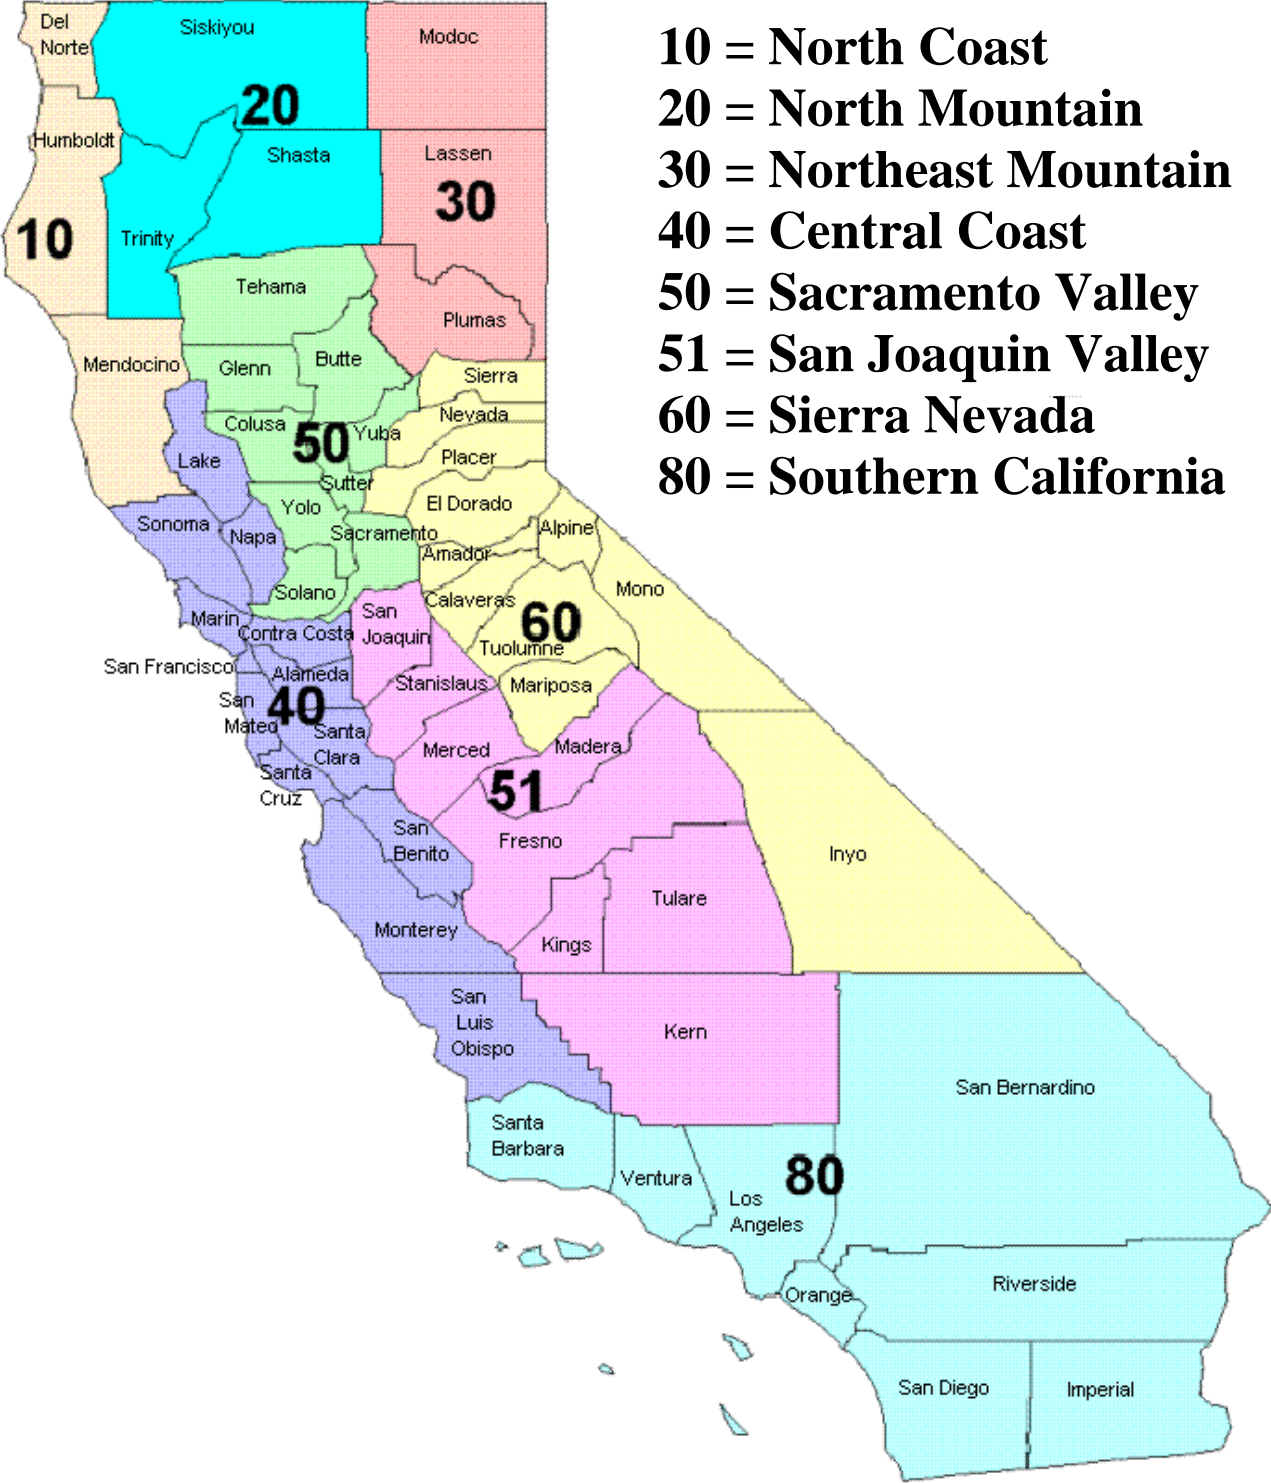 10 = North Coast
20 = North Mountain
30 = Northeast Mountain
40 = Central Coast
50 = Sacramento Valley
51 = San Joaquin Valley
60 = Sierra Nevada
80 = Southern California
Del
Norte
Siskiyou
Modoc
20
Humboldt
Shasta
Lassen
30
10
Trinity
Tehama
Plumas
Mendocino
Glenn
Butte
Sierra
Colusa
50
Yuba
Nevada
Lake
Placer
Sutter
Yolo
El Dorado
Sonoma
Napa
Sacramento
Alpine
Amador
Solano
Mono
Calaveras
60
Marin
San
Joaquin
Contra Costa
Tuolumne
San Francisco
Alameda
Stanislaus
Mariposa
San
Mateo
40
Santa
Clara
Merced
Madera
Santa
Cruz
51
San
Benito
Fresno
Inyo
Tulare
Monterey
Kings
San
Luis
Obispo
Kern
San Bernardino
Santa
Barbara
Ventura
80
Los
Angeles
Orange
Riverside
San Diego
Imperial